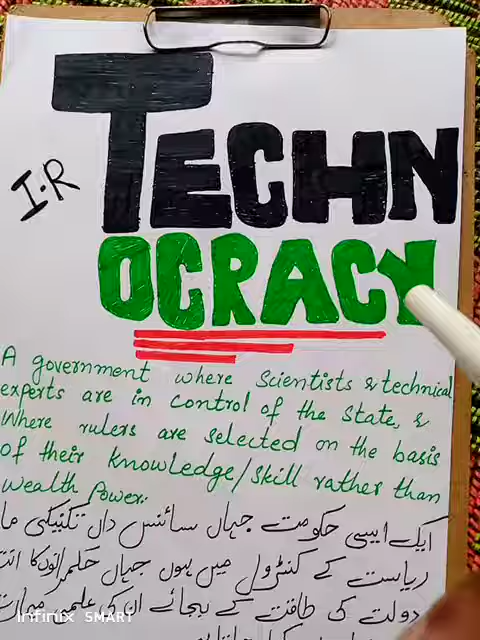 I.R
TECHN
OCRACY
A government where Scientists & technical
experts are in control of the state, &
Where rulers are selected on the basis
of their Knowledge/Skill rather than
wealth Power.
ایک ایسی حکومت جہاں سائنس داں تکنیکی ما
ریاست کے کنٹرول میں ہوں جہاں حکمرانوں کا انت
دولت کی طاقت کے بجائے ان کی علمی
Infinix SMART